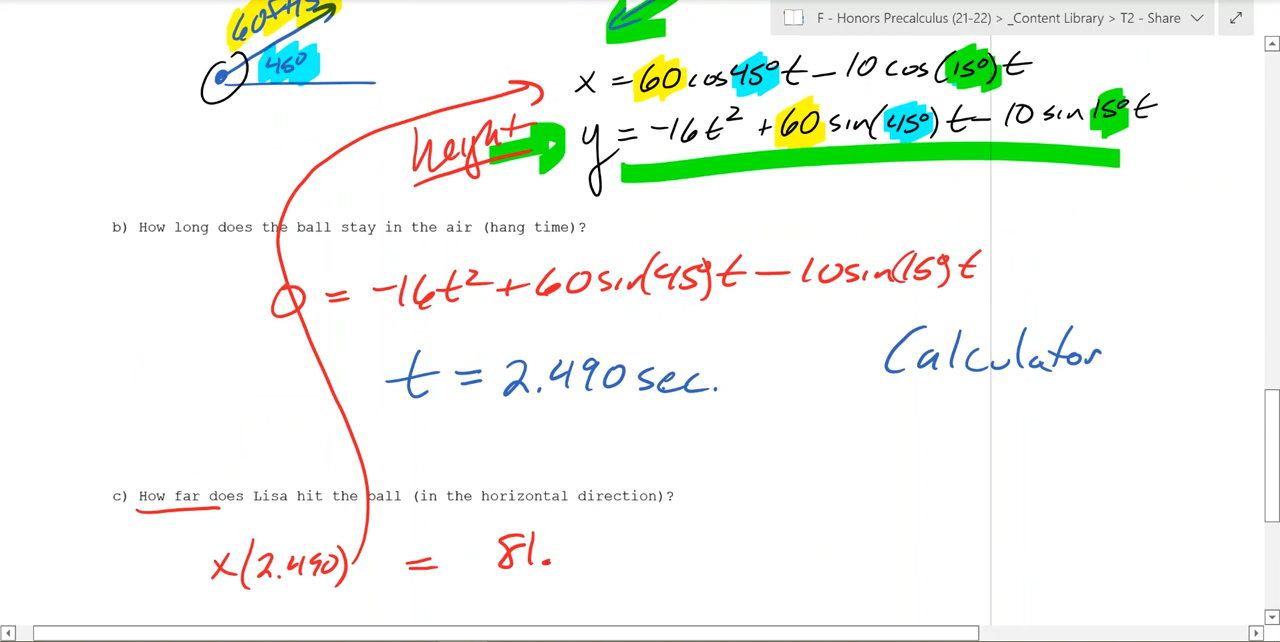 F - Honors Precalculus (21-22) > _Content Library > T2 - Share
45°
x = 60 cos 45° t - 10 cos (15°) t
height
y = -16t² + 60 sin(45°) t - 10 sin 15° t
b) How long does the ball stay in the air (hang time)?
0 = -16t² + 60 sin(45°) t - 10 sin(15°) t
Calculator
t = 2.490 sec.
c) How far does Lisa hit the ball (in the horizontal direction)?
x(2.490) = 81.